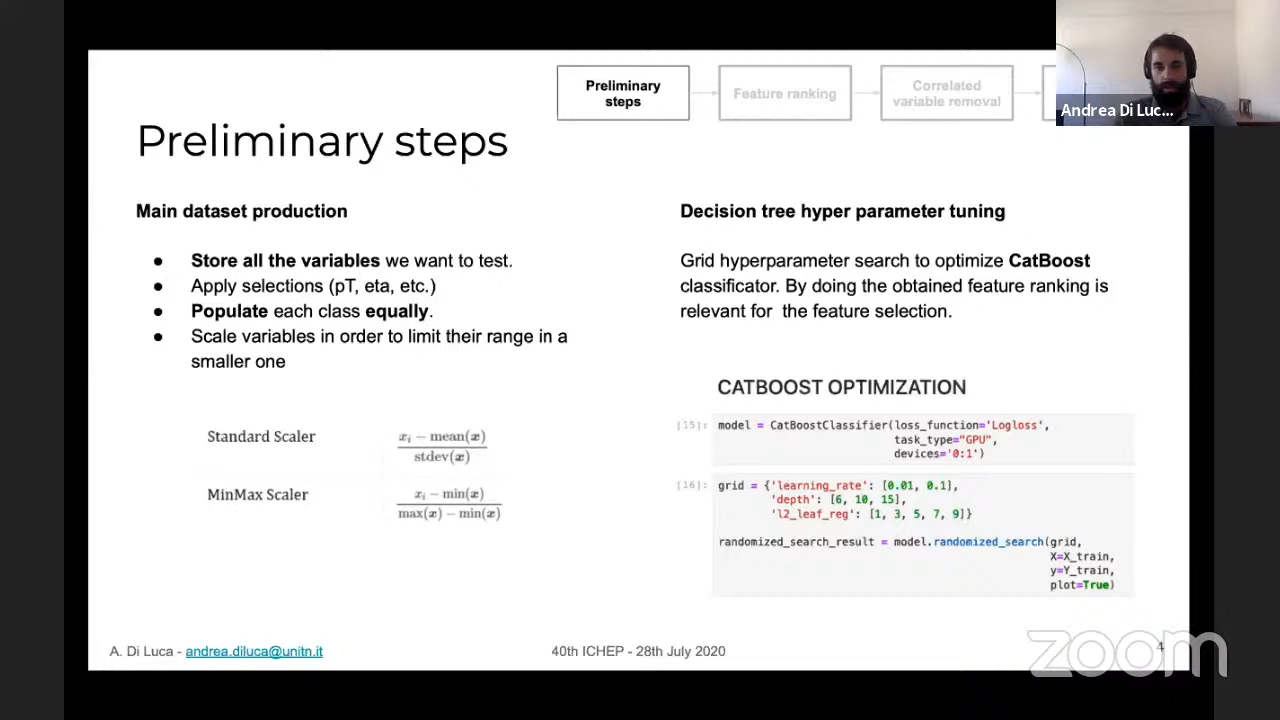 Preliminary
steps
Feature ranking
Correlated
variable removal
Andrea Di Luc...
Preliminary steps
Main dataset production
● Store all the variables we want to test.
● Apply selections (pT, eta, etc.)
● Populate each class equally.
● Scale variables in order to limit their range in a
smaller one
Standard Scaler
xᵢ − mean(x)
stdev(x)
MinMax Scaler
xᵢ − min(x)
max(x) − min(x)
Decision tree hyper parameter tuning
Grid hyperparameter search to optimize CatBoost
classificator. By doing the obtained feature ranking is
relevant for the feature selection.
CATBOOST OPTIMIZATION
[15]: model = CatBoostClassifier(loss_function='Logloss',
task_type="GPU",
devices='0:1')
[16]: grid = {'learning_rate': [0.01, 0.1],
'depth': [6, 10, 15],
'l2_leaf_reg': [1, 3, 5, 7, 9]}
randomized_search_result = model.randomized_search(grid,
X=X_train,
y=Y_train,
plot=True)
A. Di Luca - andrea.diluca@unitn.it
40th ICHEP - 28th July 2020
4
zoom